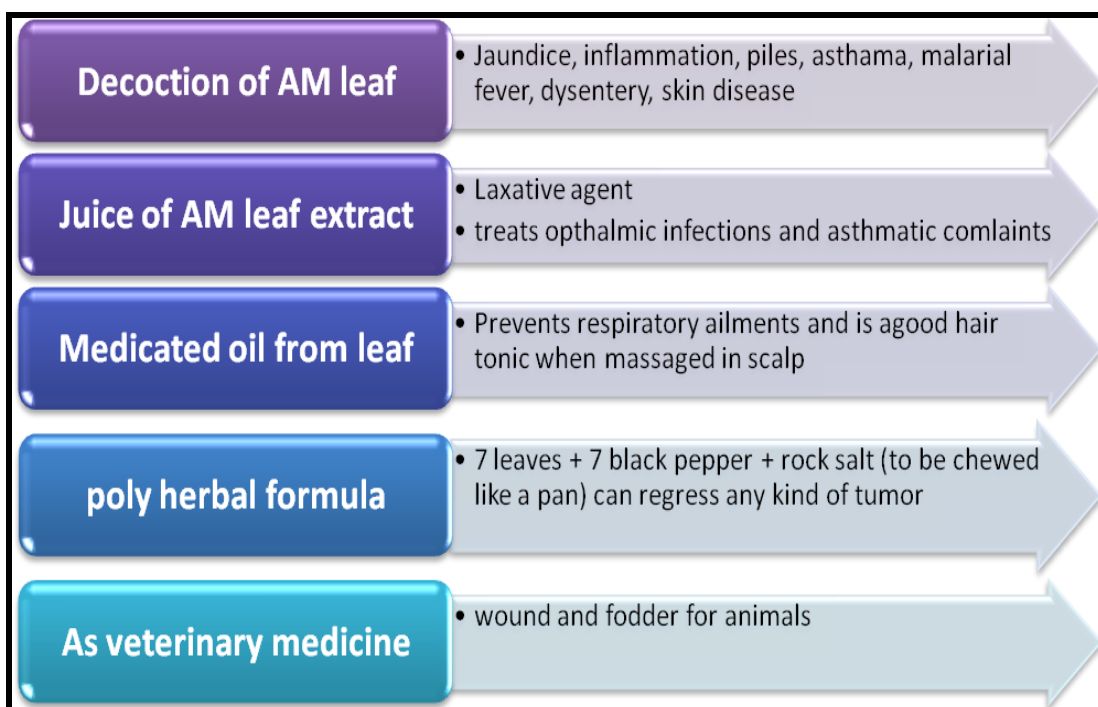 Decoction of AM leaf
• Jaundice, inflammation, piles, asthama, malarial
fever, dysentery, skin disease
Juice of AM leaf extract
• Laxative agent
• treats opthalmic infections and asthmatic comlaints
Medicated oil from leaf
• Prevents respiratory ailments and is agood hair
tonic when massaged in scalp
poly herbal formula
• 7 leaves + 7 black pepper + rock salt (to be chewed
like a pan) can regress any kind of tumor
As veterinary medicine
• wound and fodder for animals